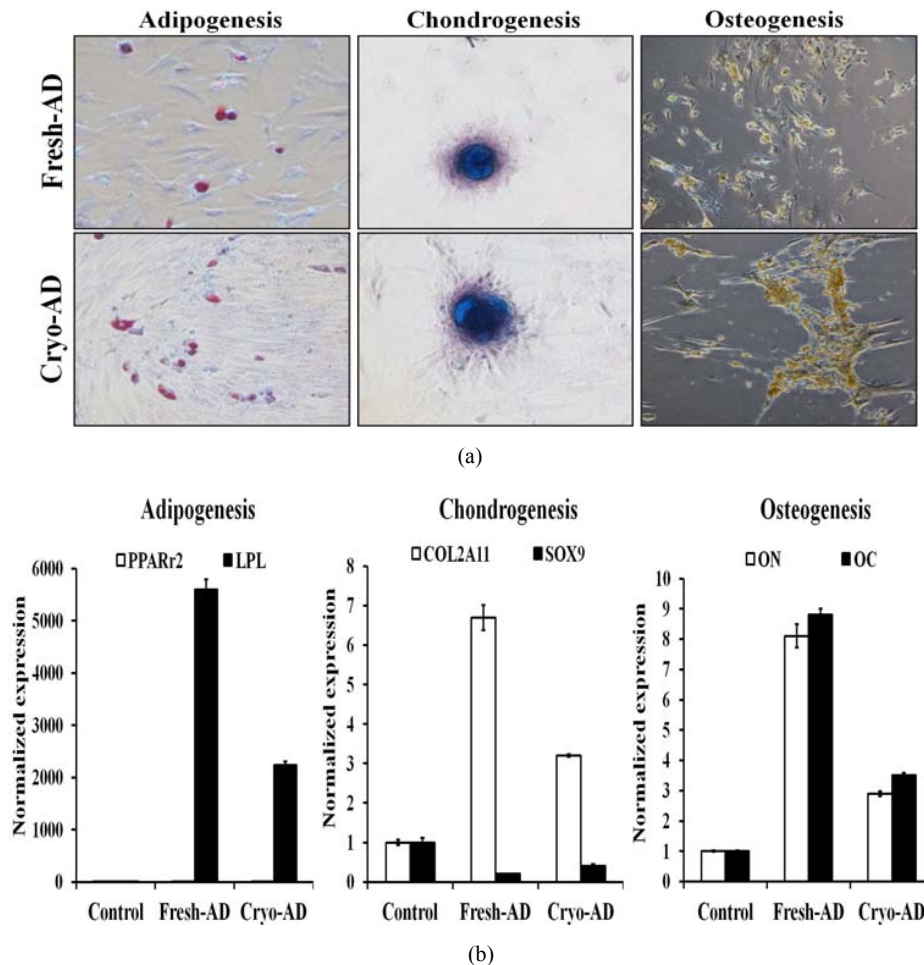 Adipogenesis Chondrogenesis Osteogenesis
Fresh-AD
Cryo-AD
(a)
Adipogenesis
PPARr2 LPL
Normalized expression
6000
5000
4000
3000
2000
1000
0
Control Fresh-AD Cryo-AD
Chondrogenesis
COL2A11 SOX9
Normalized expression
8
7
6
5
4
3
2
1
0
Control Fresh-AD Cryo-AD
Osteogenesis
ON OC
Normalized expression
10
9
8
7
6
5
4
3
2
1
0
Control Fresh-AD Cryo-AD
(b)